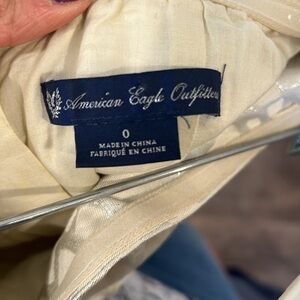 American Eagle Outfitters
0
MADE IN CHINA
FABRIQUÉ EN CHINE